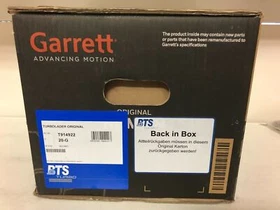 Garrett
ADVANCING MOTION
The product inside may contain new parts
or parts that have been remanufactured to
Garrett's specifications
ORIGINAL
TURBOLADER ORIGINAL
T914922
BTS
Back in Box
Altteilrückgaben müssen in diesem
Original Karton
zurückgegeben werden!
BTS